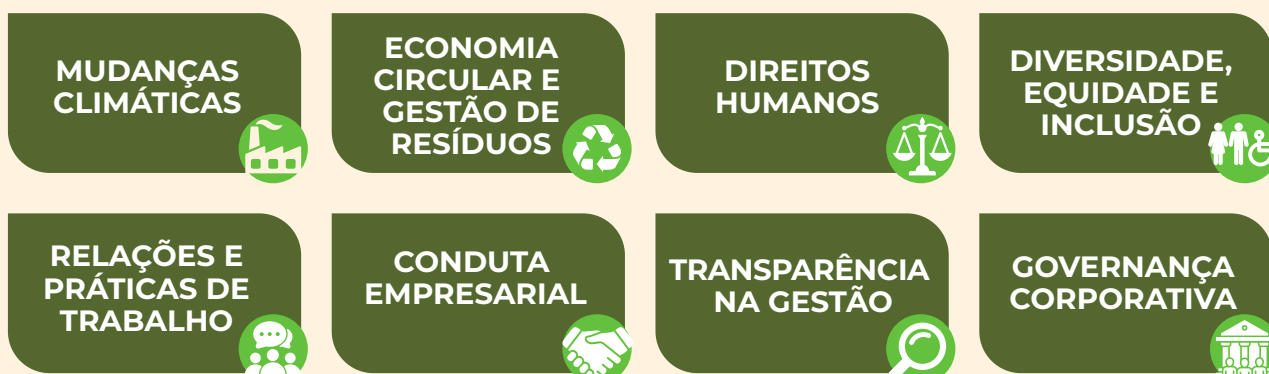 MUDANÇAS
CLIMÁTICAS
ECONOMIA
CIRCULAR E
GESTÃO DE
RESÍDUOS
DIREITOS
HUMANOS
DIVERSIDADE,
EQUIDADE E
INCLUSÃO
RELAÇÕES E
PRÁTICAS DE
TRABALHO
CONDUTA
EMPRESARIAL
TRANSPARÊNCIA
NA GESTÃO
GOVERNANÇA
CORPORATIVA